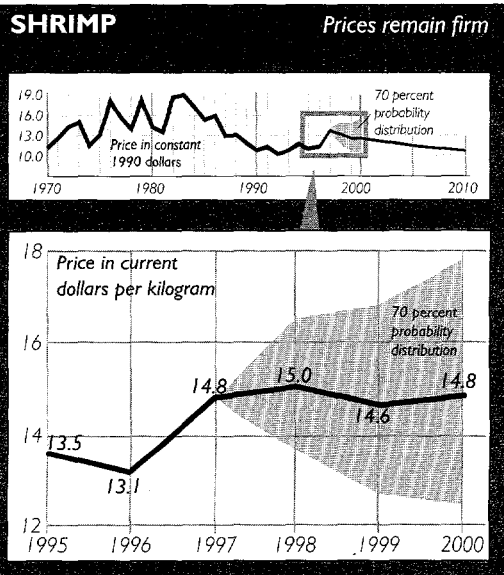 SHRIMP
Prices remain firm
19.0
16.0
13.0
10.0
70 percent
probability
distribution
Price in constant
1990 dollars
1970 1980 1990 2000 2010
18
16
14
12
Price in current
dollars per kilogram
70 percent
probability
distribution
13.5
13.1
14.8
15.0
14.6
14.8
1995 1996 1997 1998 1999 2000